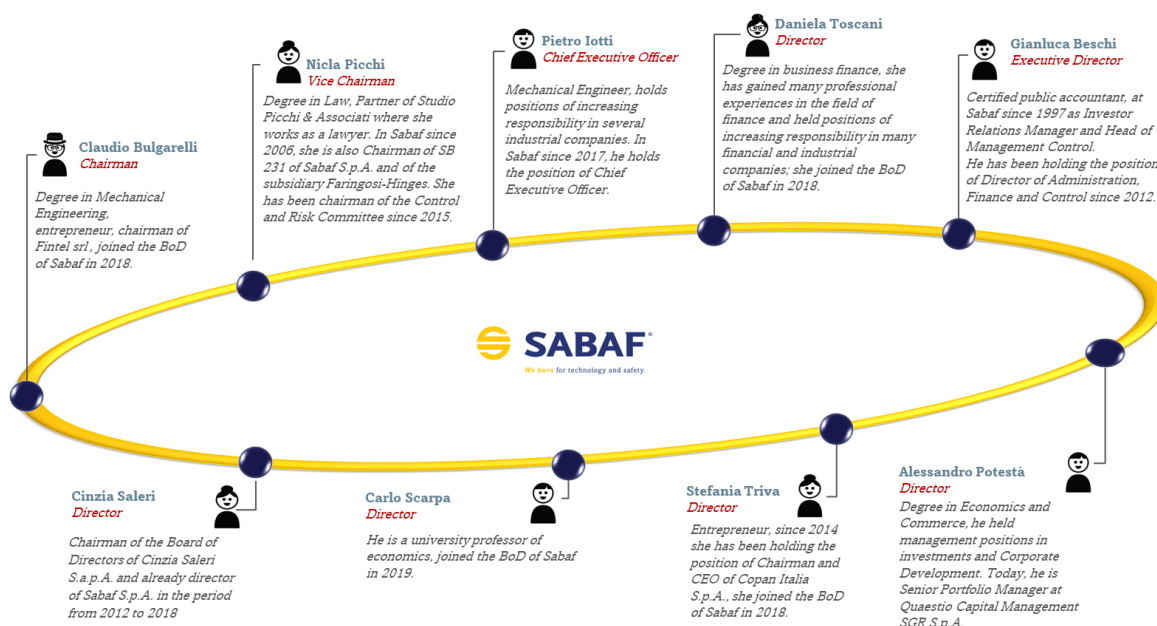 Claudio Bulgarelli
Chairman
Degree in Mechanical
Engineering,
entrepreneur, chairman of
Fintel srl , joined the BoD
of Sabaf in 2018.
Nicla Picchi
Vice Chairman
Degree in Law, Partner of Studio
Picchi & Associati where she
works as a lawyer. In Sabaf since
2006, she is also Chairman of SB
231 of Sabaf S.p.A. and of the
subsidiary Faringosi-Hinges. She
has been chairman of the Control
and Risk Committee since 2015.
Pietro Iotti
Chief Executive Officer
Mechanical Engineer, holds
positions of increasing
responsibility in several
industrial companies. In
Sabaf since 2017, he holds
the position of Chief
Executive Officer.
Daniela Toscani
Director
Degree in business finance, she
has gained many professional
experiences in the field of
finance and held positions of
increasing responsibility in many
financial and industrial
companies; she joined the BoD
of Sabaf in 2018.
Gianluca Beschi
Executive Director
Certified public accountant, at
Sabaf since 1997 as Investor
Relations Manager and Head of
Management Control.
He has been holding the position
of Director of Administration,
Finance and Control since 2012.
SABAF®
We burn for technology and safety.
Cinzia Saleri
Director
Chairman of the Board of
Directors of Cinzia Saleri
S.a.p.A. and already director
of Sabaf S.p.A. in the period
from 2012 to 2018
Carlo Scarpa
Director
He is a university professor of
economics, joined the BoD of Sabaf
in 2019.
Stefania Triva
Director
Entrepreneur, since 2014
she has been holding the
position of Chairman and
CEO of Copan Italia
S.p.A., she joined the BoD
of Sabaf in 2018.
Alessandro Potestà
Director
Degree in Economics and
Commerce, he held
management positions in
investments and Corporate
Development. Today, he is
Senior Portfolio Manager at
Quaestio Capital Management
SGR S.p.A.